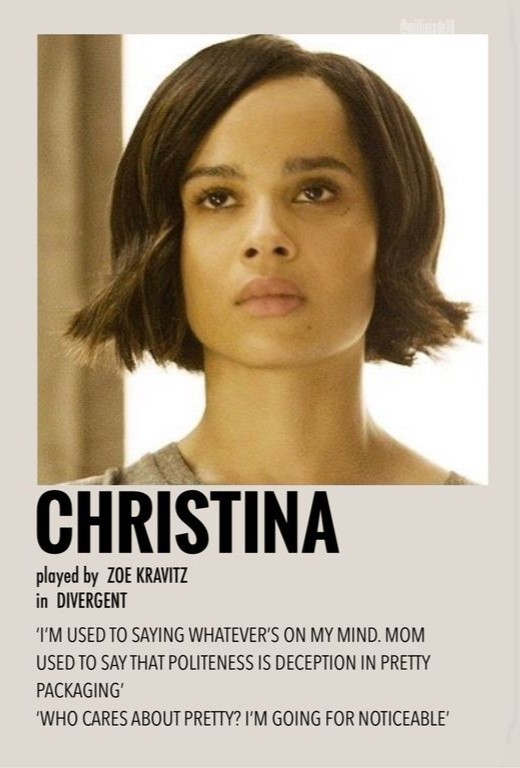 CHRISTINA
played by ZOE KRAVITZ
in DIVERGENT
‘I’M USED TO SAYING WHATEVER’S ON MY MIND. MOM
USED TO SAY THAT POLITENESS IS DECEPTION IN PRETTY
PACKAGING’
‘WHO CARES ABOUT PRETTY? I’M GOING FOR NOTICEABLE’